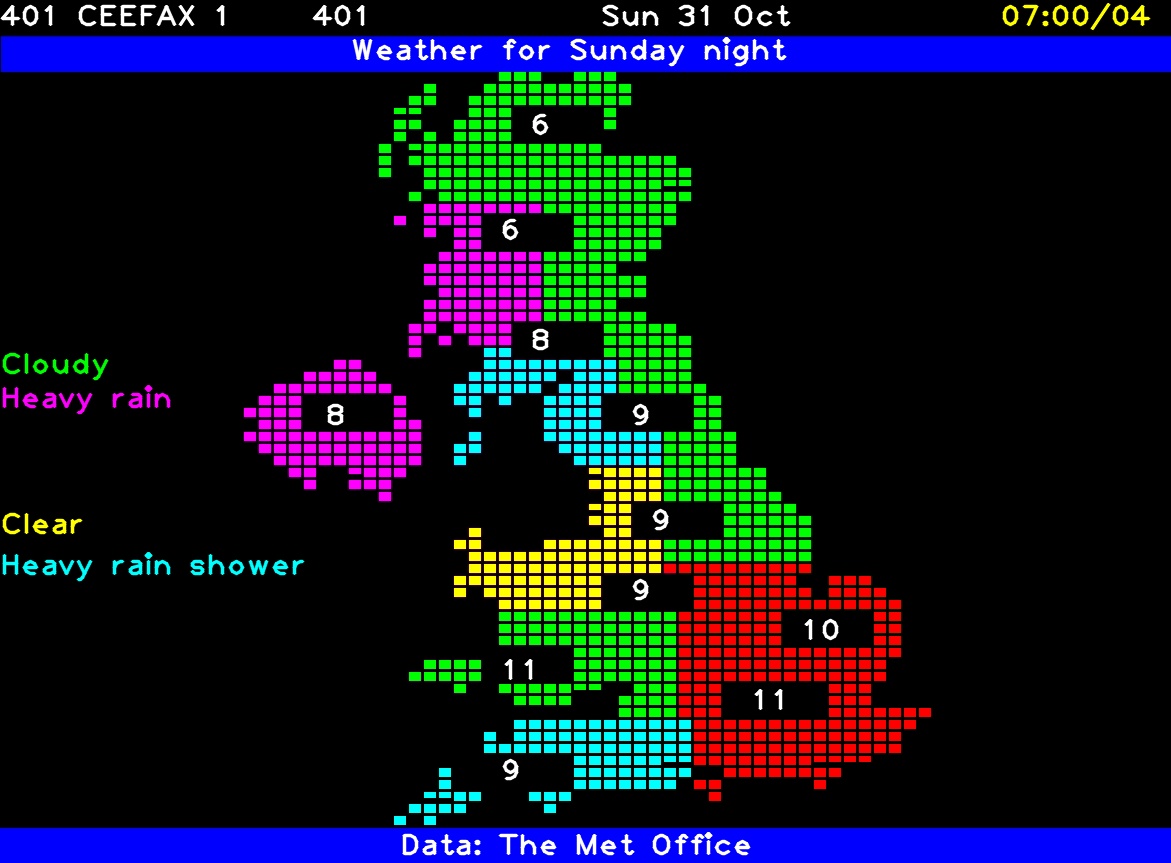 401 CEEFAX 1 401 Sun 31 Oct 07:00/04
Weather for Sunday night
6
6
8
Cloudy
Heavy rain
8 9
9
Clear
Heavy rain shower
9
10
11
11
9
Data: The Met Office